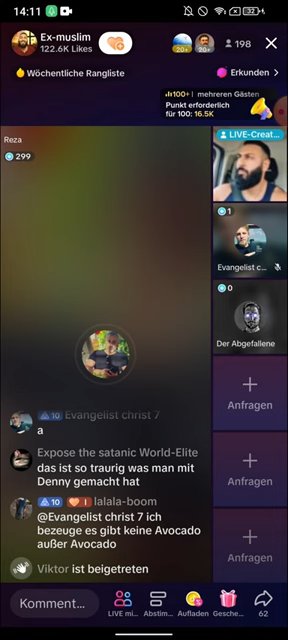 14:11
Ex-muslim
122.6K Likes
20+
20+
198
Wöchentliche Rangliste
Erkunden >
100+ | mehreren Gästen
Punkt erforderlich
für 100: 16.5K
Reza
299
LIVE-Creat...
1
Evangelist c...
0
Der Abgefallene
+
Anfragen
+
Anfragen
+
Anfragen
10 Evangelist christ 7
a
Expose the satanic World-Elite
das ist so traurig was man mit
Denny gemacht hat
10 I lalala-boom
@Evangelist christ 7 ich
bezeuge es gibt keine Avocado
außer Avocado
Viktor ist beigetreten
Komment...
LIVE mi...
Abstim...
Aufladen
Gesche...
62